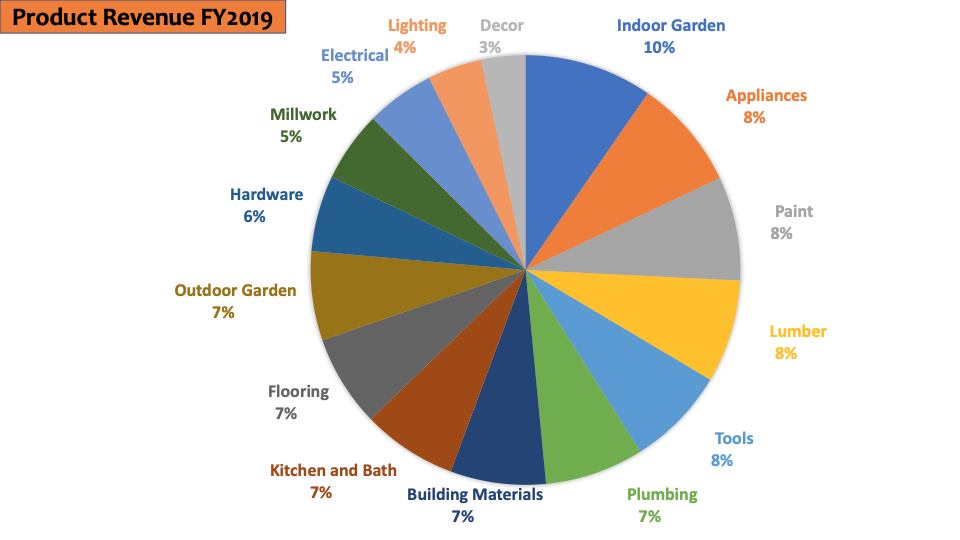 Product Revenue FY2019
Indoor Garden
10%
Appliances
8%
Paint
8%
Lumber
8%
Tools
8%
Plumbing
7%
Building Materials
7%
Kitchen and Bath
7%
Flooring
7%
Outdoor Garden
7%
Hardware
6%
Millwork
5%
Electrical
5%
Lighting
4%
Decor
3%